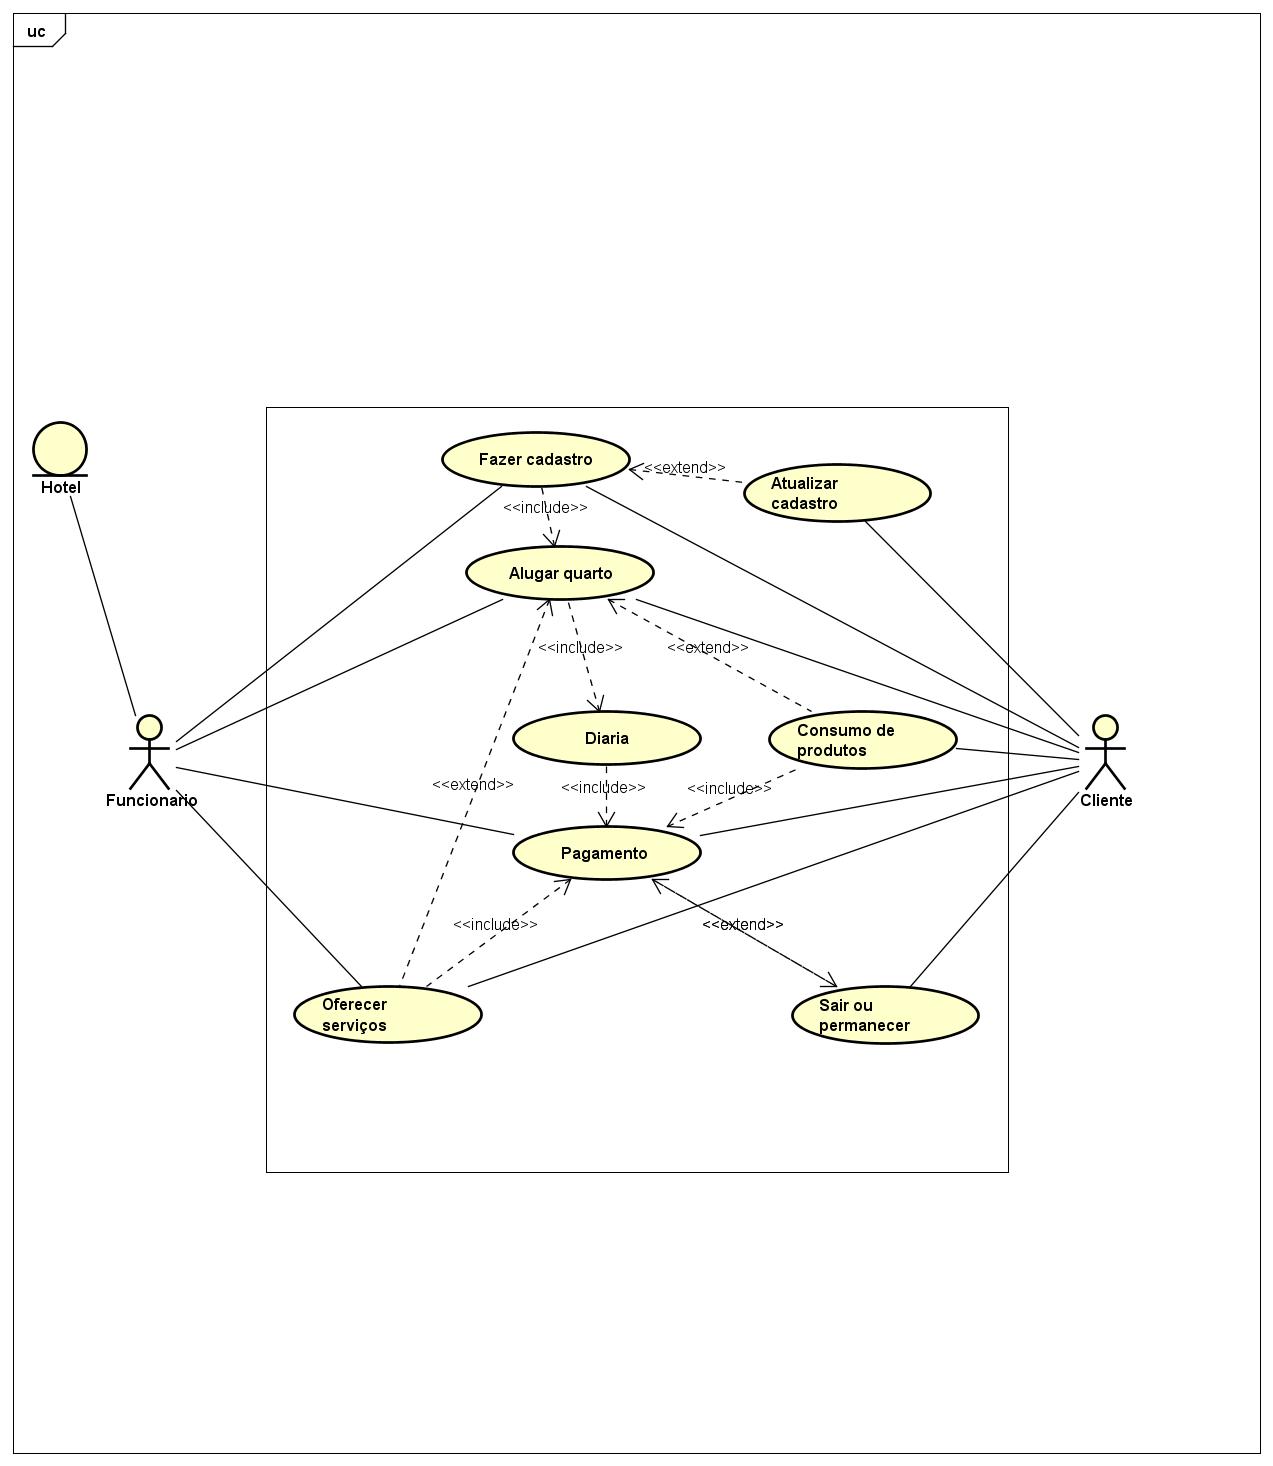 uc
Hotel
Fazer cadastro
<<extend>>
Atualizar
cadastro
<<include>>
Alugar quarto
<<include>>
<<extend>>
Diaria
Consumo de
produtos
Funcionario
Cliente
<<extend>>
<<include>>
<<include>>
Pagamento
<<include>>
<<extend>>
Oferecer
serviços
Sair ou
permanecer